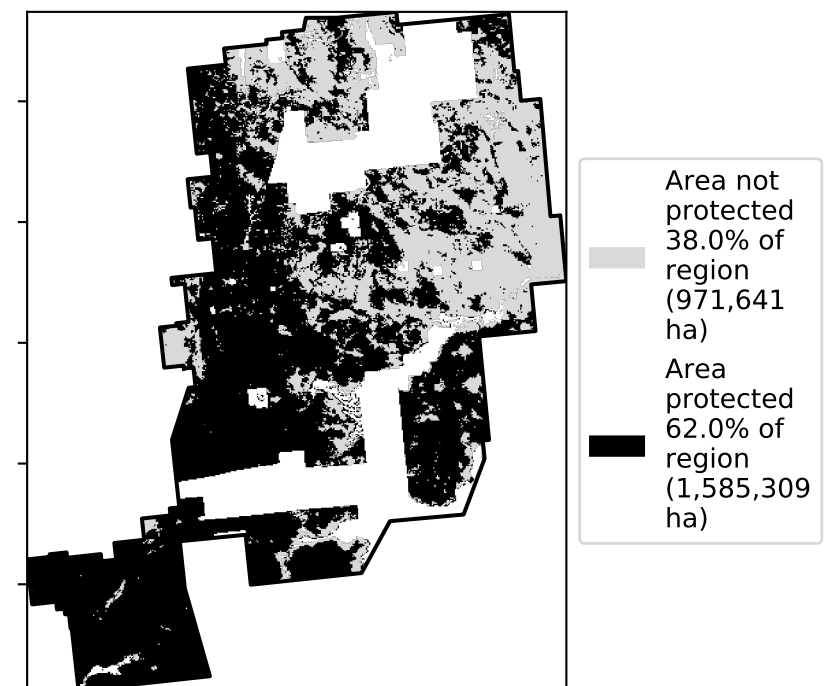 Area not
protected
38.0% of
region
(971,641
ha)
Area
protected
62.0% of
region
(1,585,309
ha)